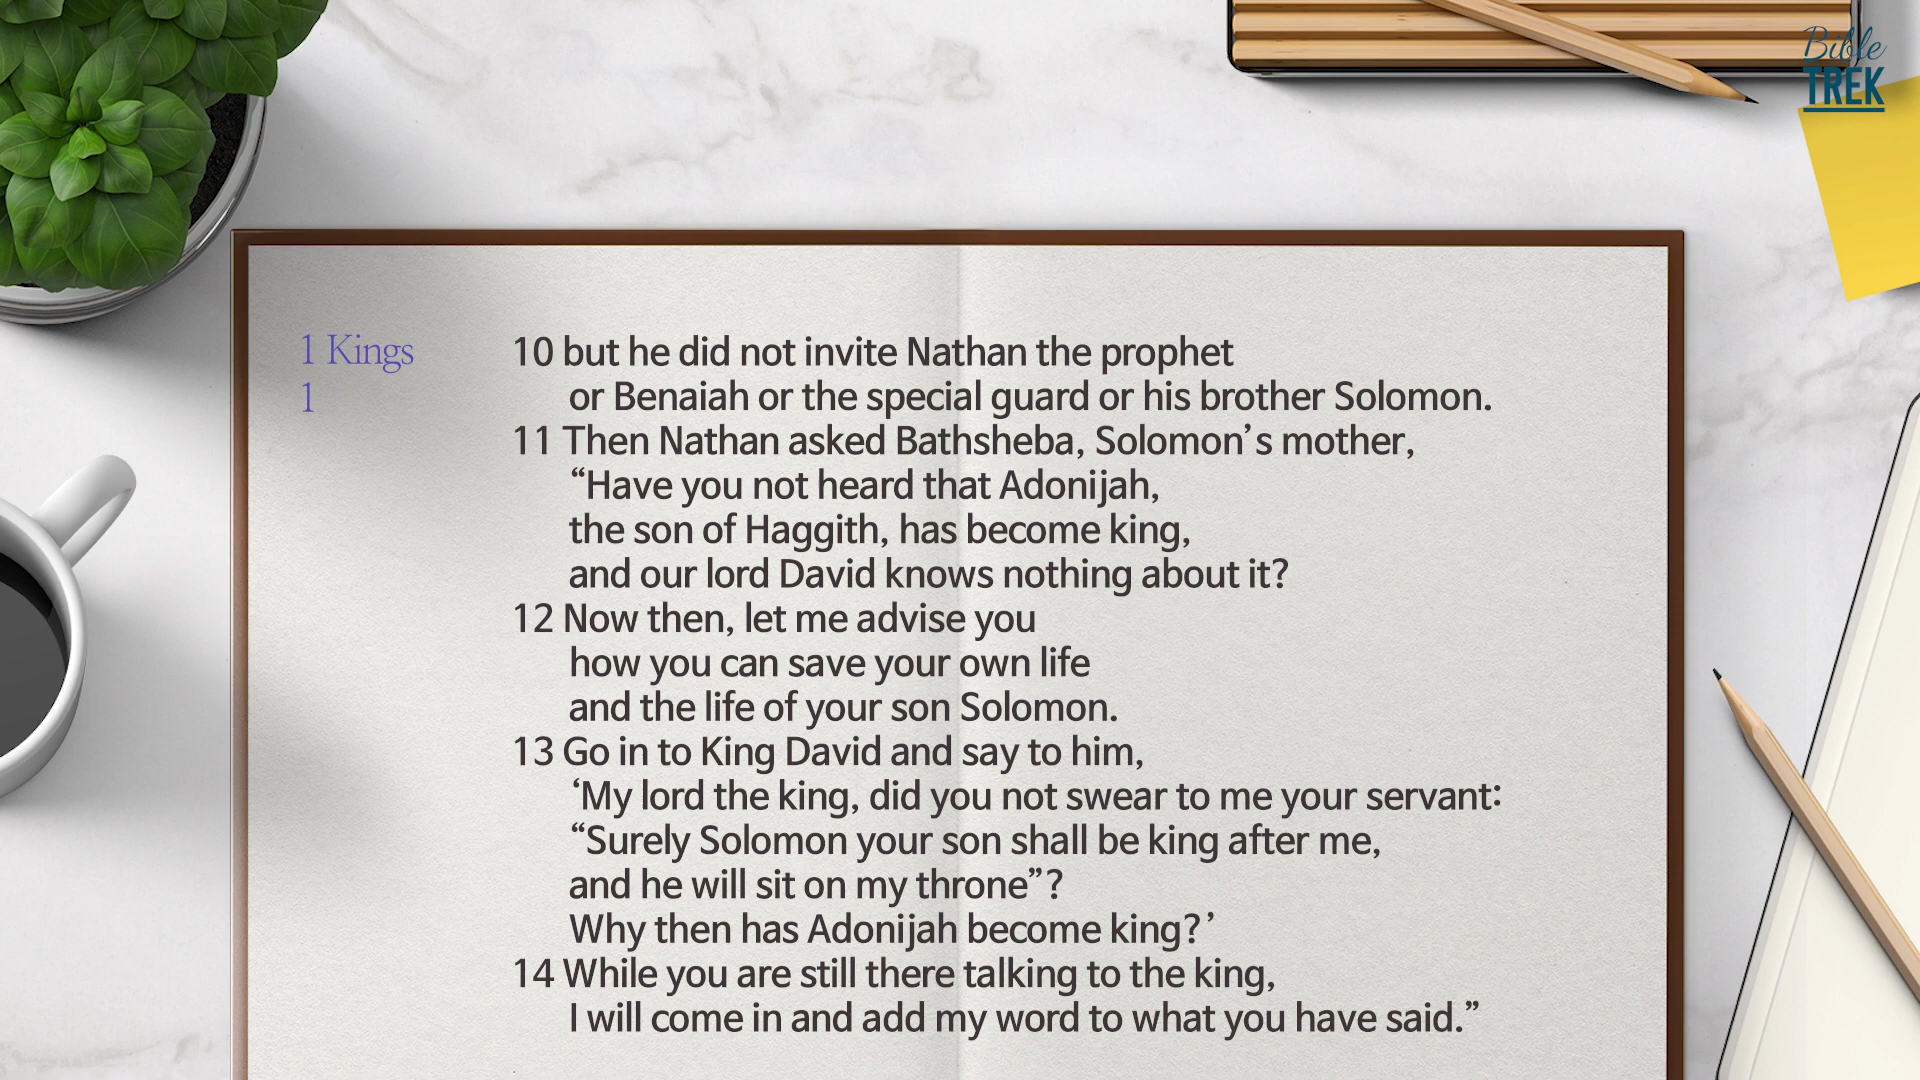 Bible
TREK
1 Kings
1
10 but he did not invite Nathan the prophet
or Benaiah or the special guard or his brother Solomon.
11 Then Nathan asked Bathsheba, Solomon’s mother,
“Have you not heard that Adonijah,
the son of Haggith, has become king,
and our lord David knows nothing about it?
12 Now then, let me advise you
how you can save your own life
and the life of your son Solomon.
13 Go in to King David and say to him,
‘My lord the king, did you not swear to me your servant:
“Surely Solomon your son shall be king after me,
and he will sit on my throne”?
Why then has Adonijah become king?’
14 While you are still there talking to the king,
I will come in and add my word to what you have said.”